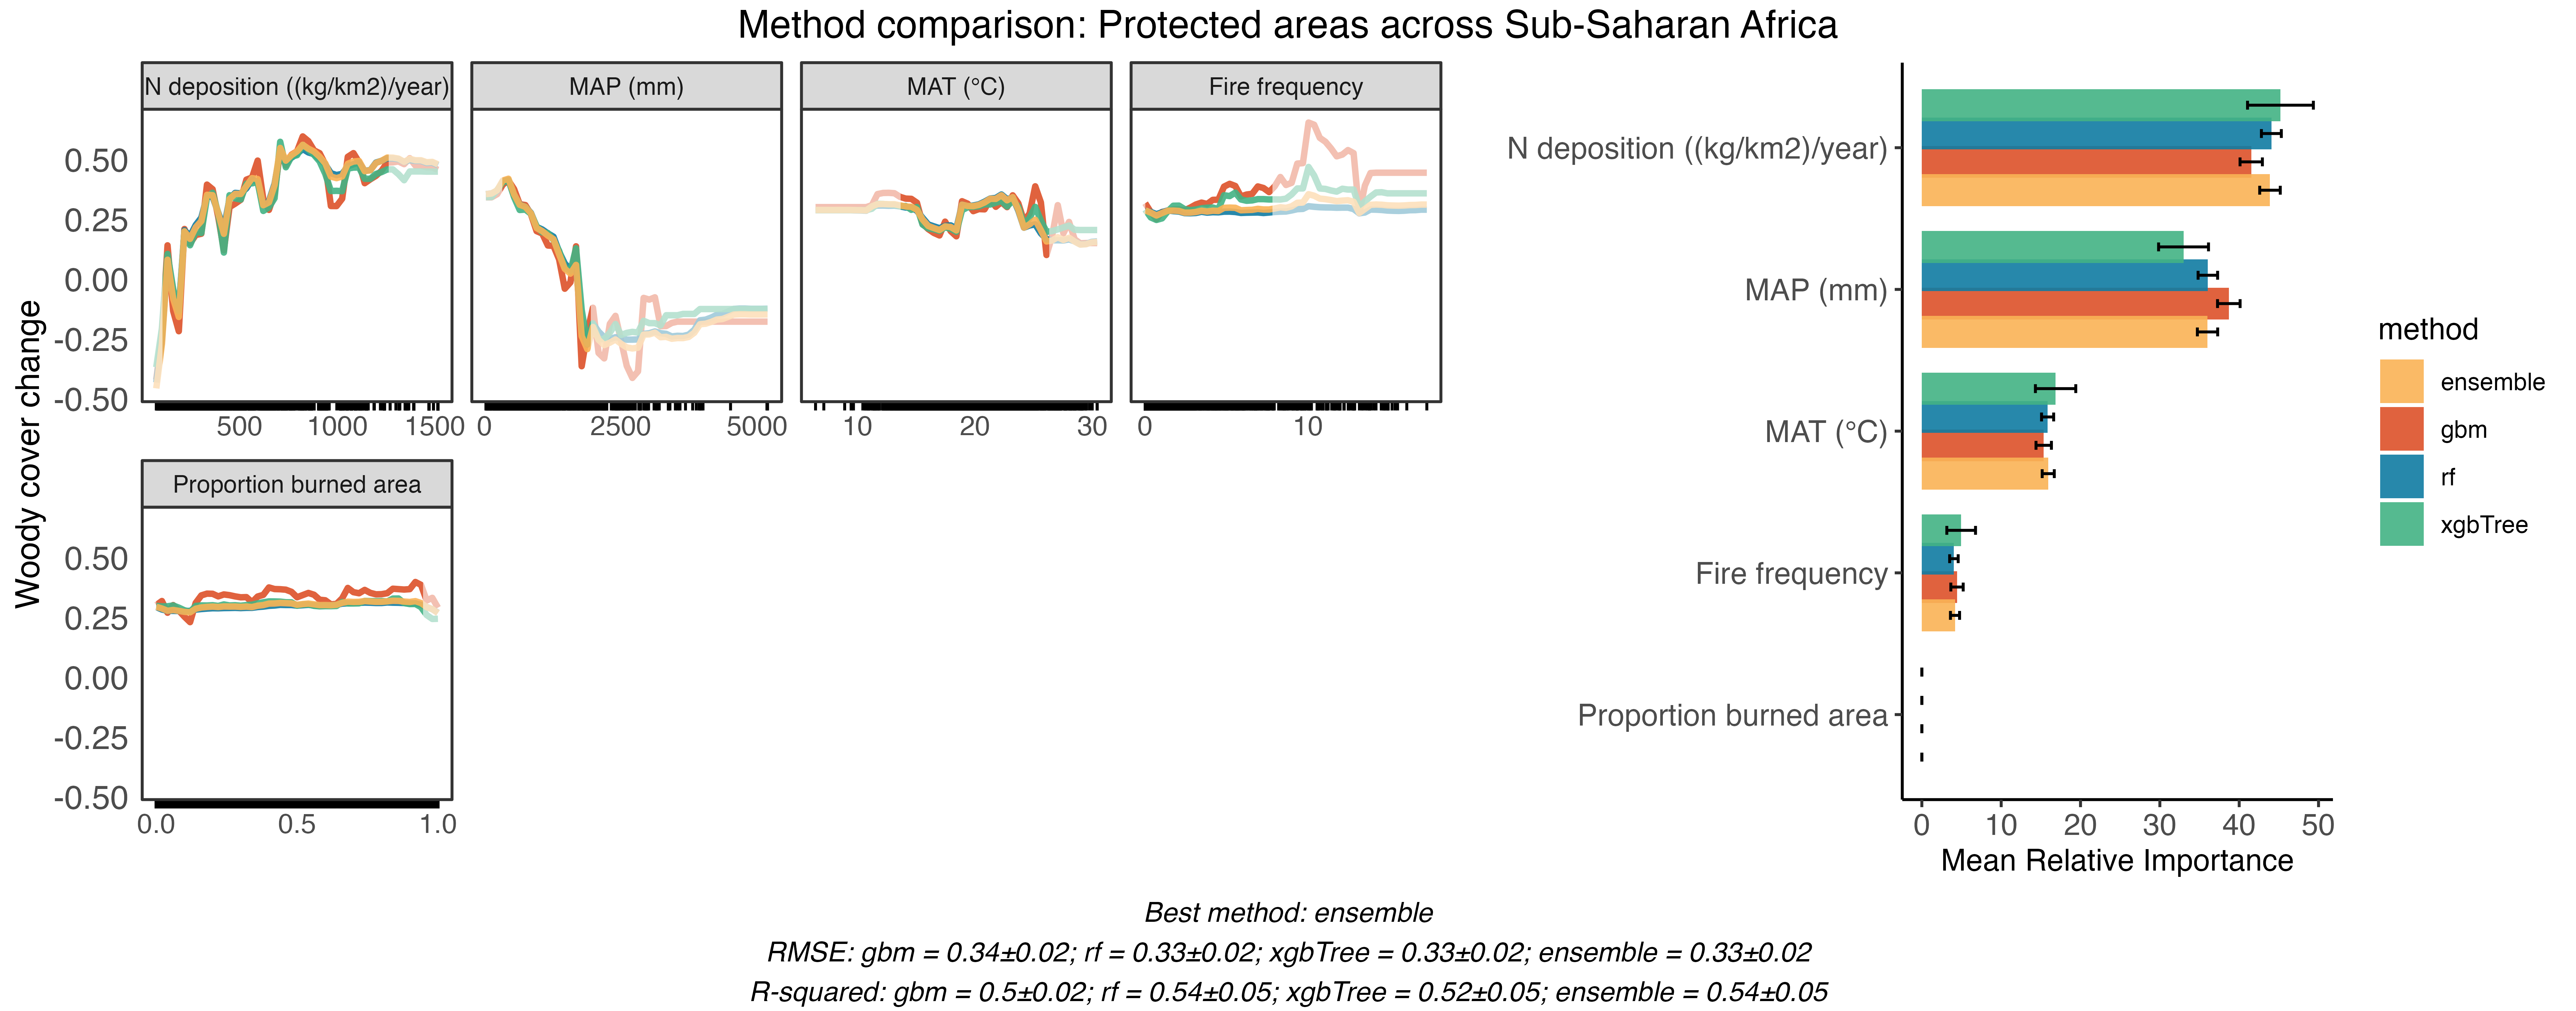 Method comparison: Protected areas across Sub-Saharan Africa
N deposition ((kg/km2)/year)
MAP (mm)
MAT (°C)
Fire frequency
Woody cover change
0.50
0.25
0.00
-0.25
-0.50
500 1000 1500
0 2500 5000
10 20 30
0 10
Proportion burned area
0.50
0.25
0.00
-0.25
-0.50
0.0 0.5 1.0
N deposition ((kg/km2)/year)
MAP (mm)
MAT (°C)
Fire frequency
Proportion burned area
0 10 20 30 40 50
Mean Relative Importance
method
ensemble
gbm
rf
xgbTree
Best method: ensemble
RMSE: gbm = 0.34±0.02; rf = 0.33±0.02; xgbTree = 0.33±0.02; ensemble = 0.33±0.02
R-squared: gbm = 0.5±0.02; rf = 0.54±0.05; xgbTree = 0.52±0.05; ensemble = 0.54±0.05